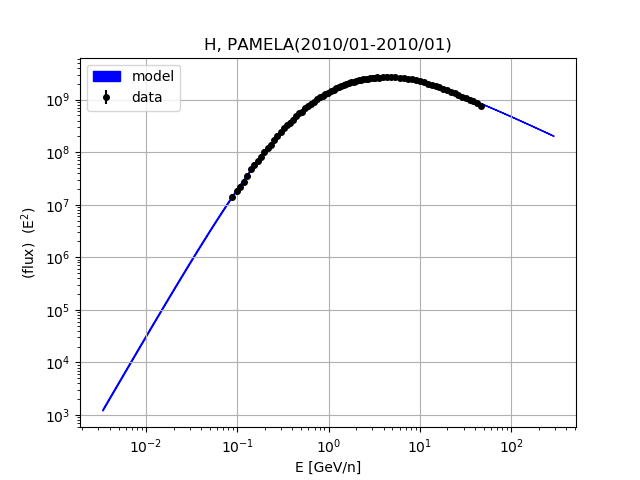 H, PAMELA(2010/01-2010/01)
model
data
(flux) (E²)
10⁹
10⁸
10⁷
10⁶
10⁵
10⁴
10³
10⁻² 10⁻¹ 10⁰ 10¹ 10²
E [GeV/n]